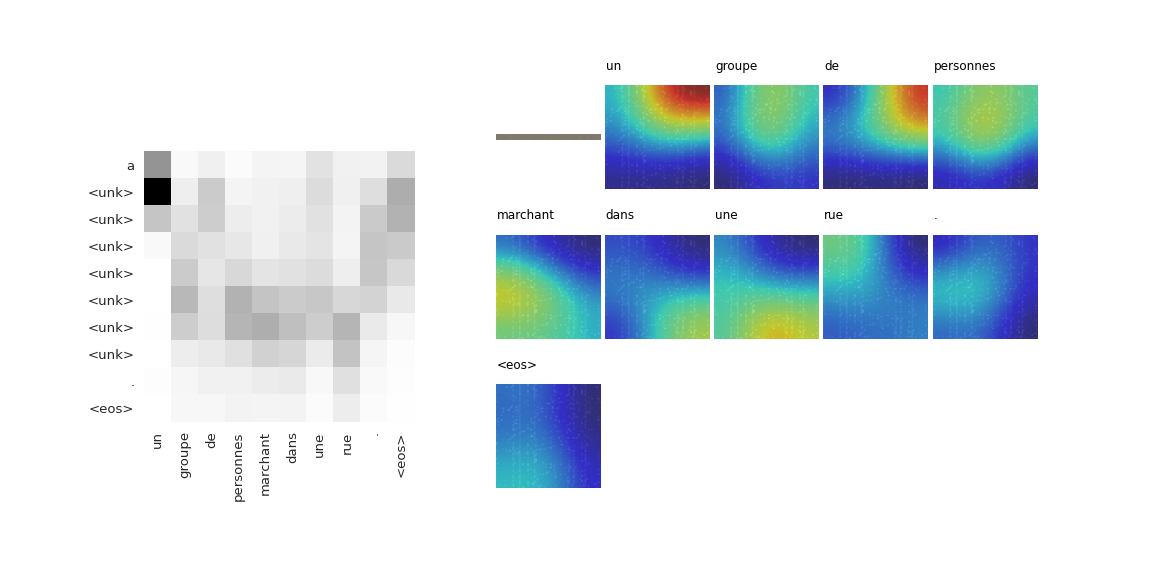 a
<unk>
<unk>
<unk>
<unk>
<unk>
<unk>
<unk>
.
<eos>
un
groupe
de
personnes
marchant
dans
une
rue
.
<eos>
un groupe de personnes
marchant dans une rue .
<eos>